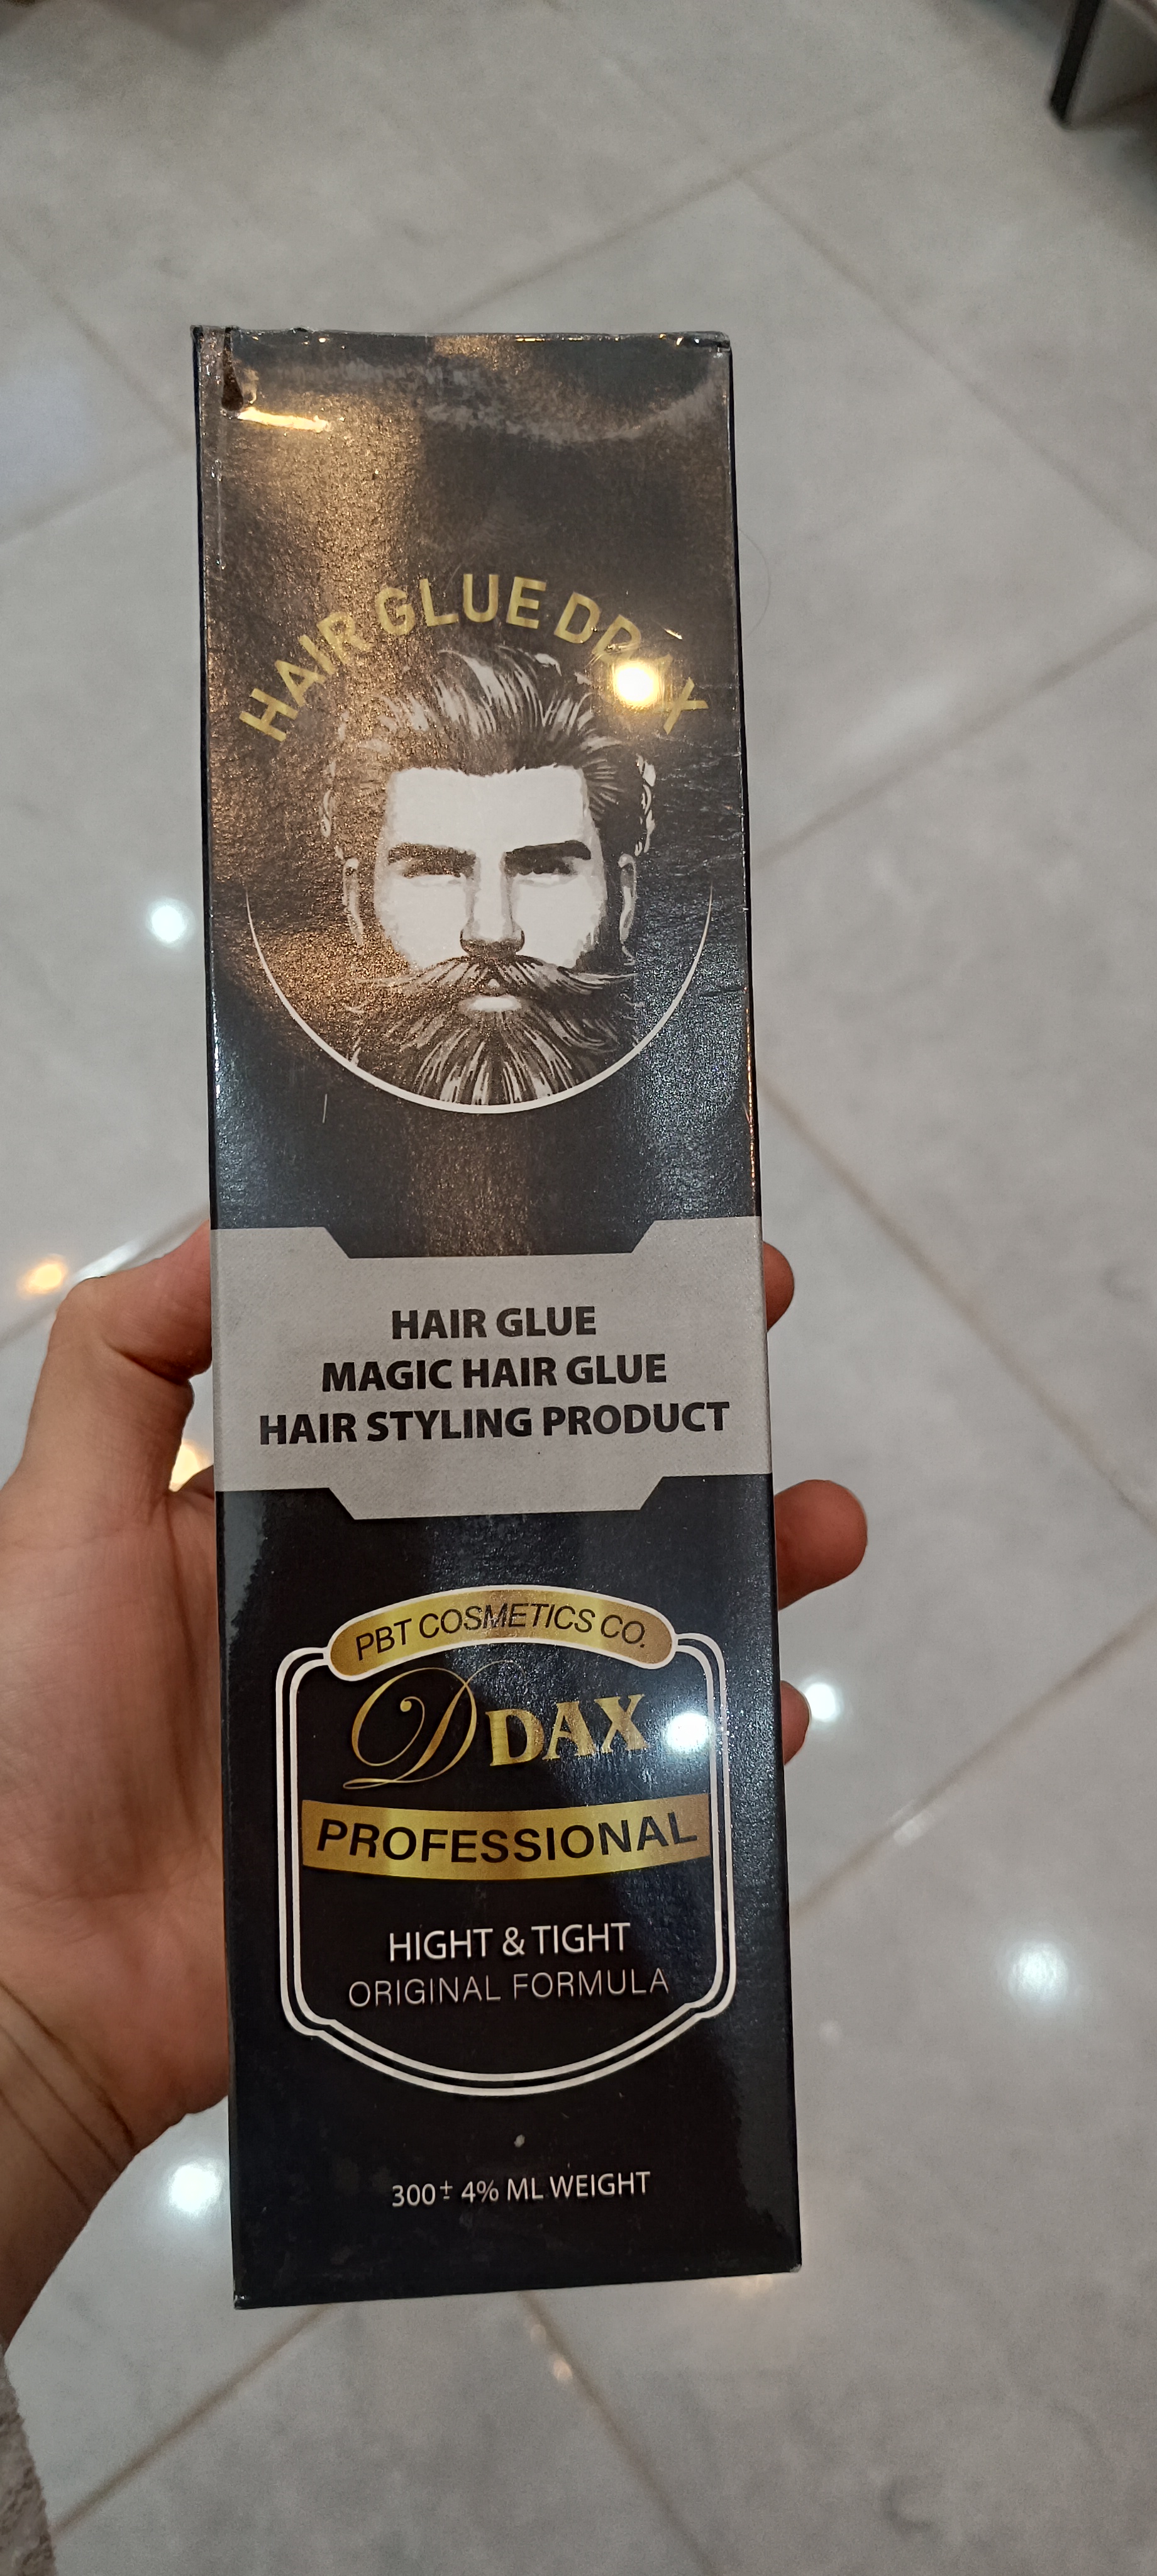 HAIR GLUE DDAX
HAIR GLUE
MAGIC HAIR GLUE
HAIR STYLING PRODUCT
PBT COSMETICS CO.
D DAX
PROFESSIONAL
HIGHT & TIGHT
ORIGINAL FORMULA
300± 4% ML WEIGHT